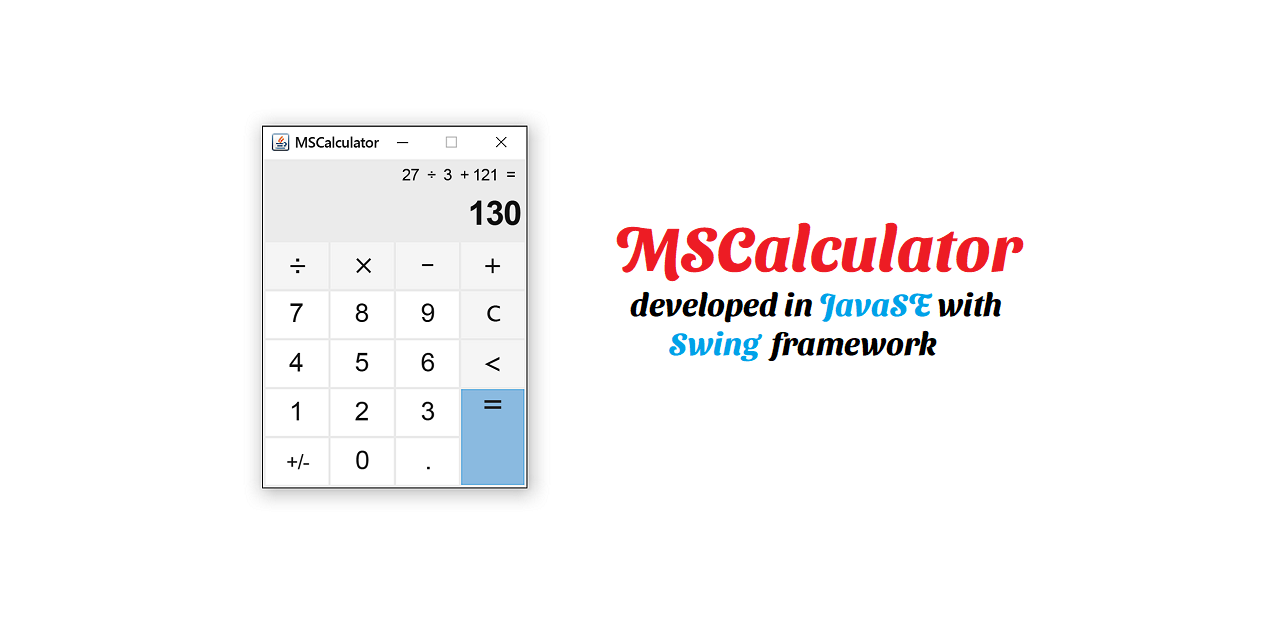 MSCalculator
27 ÷ 3 + 121 =
130
÷ × − +
7 8 9 C
4 5 6 <
1 2 3 =
+/- 0 .
MSCalculator
developed in JavaSE with
Swing framework